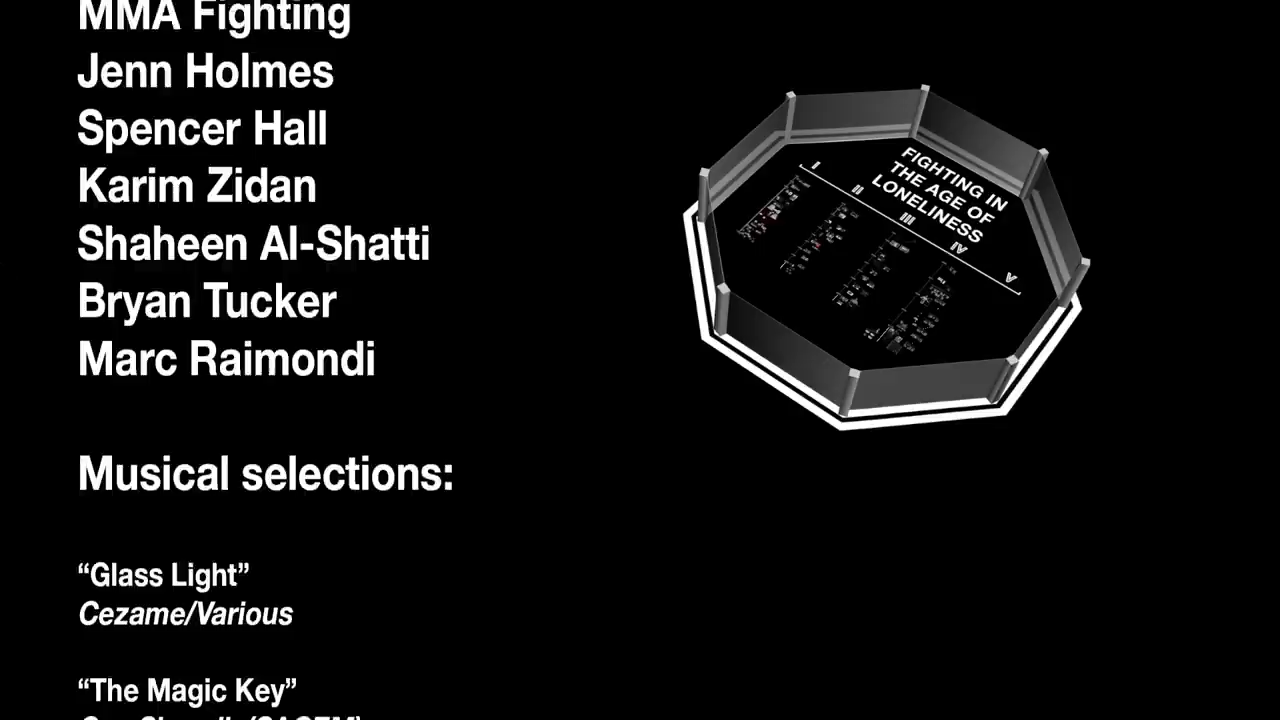 MMA Fighting
Jenn Holmes
Spencer Hall
Karim Zidan
Shaheen Al-Shatti
Bryan Tucker
Marc Raimondi
Musical selections:
“Glass Light”
Cezame/Various
“The Magic Key”
FIGHTING IN
THE AGE OF
LONELINESS
I
II
III
IV
V